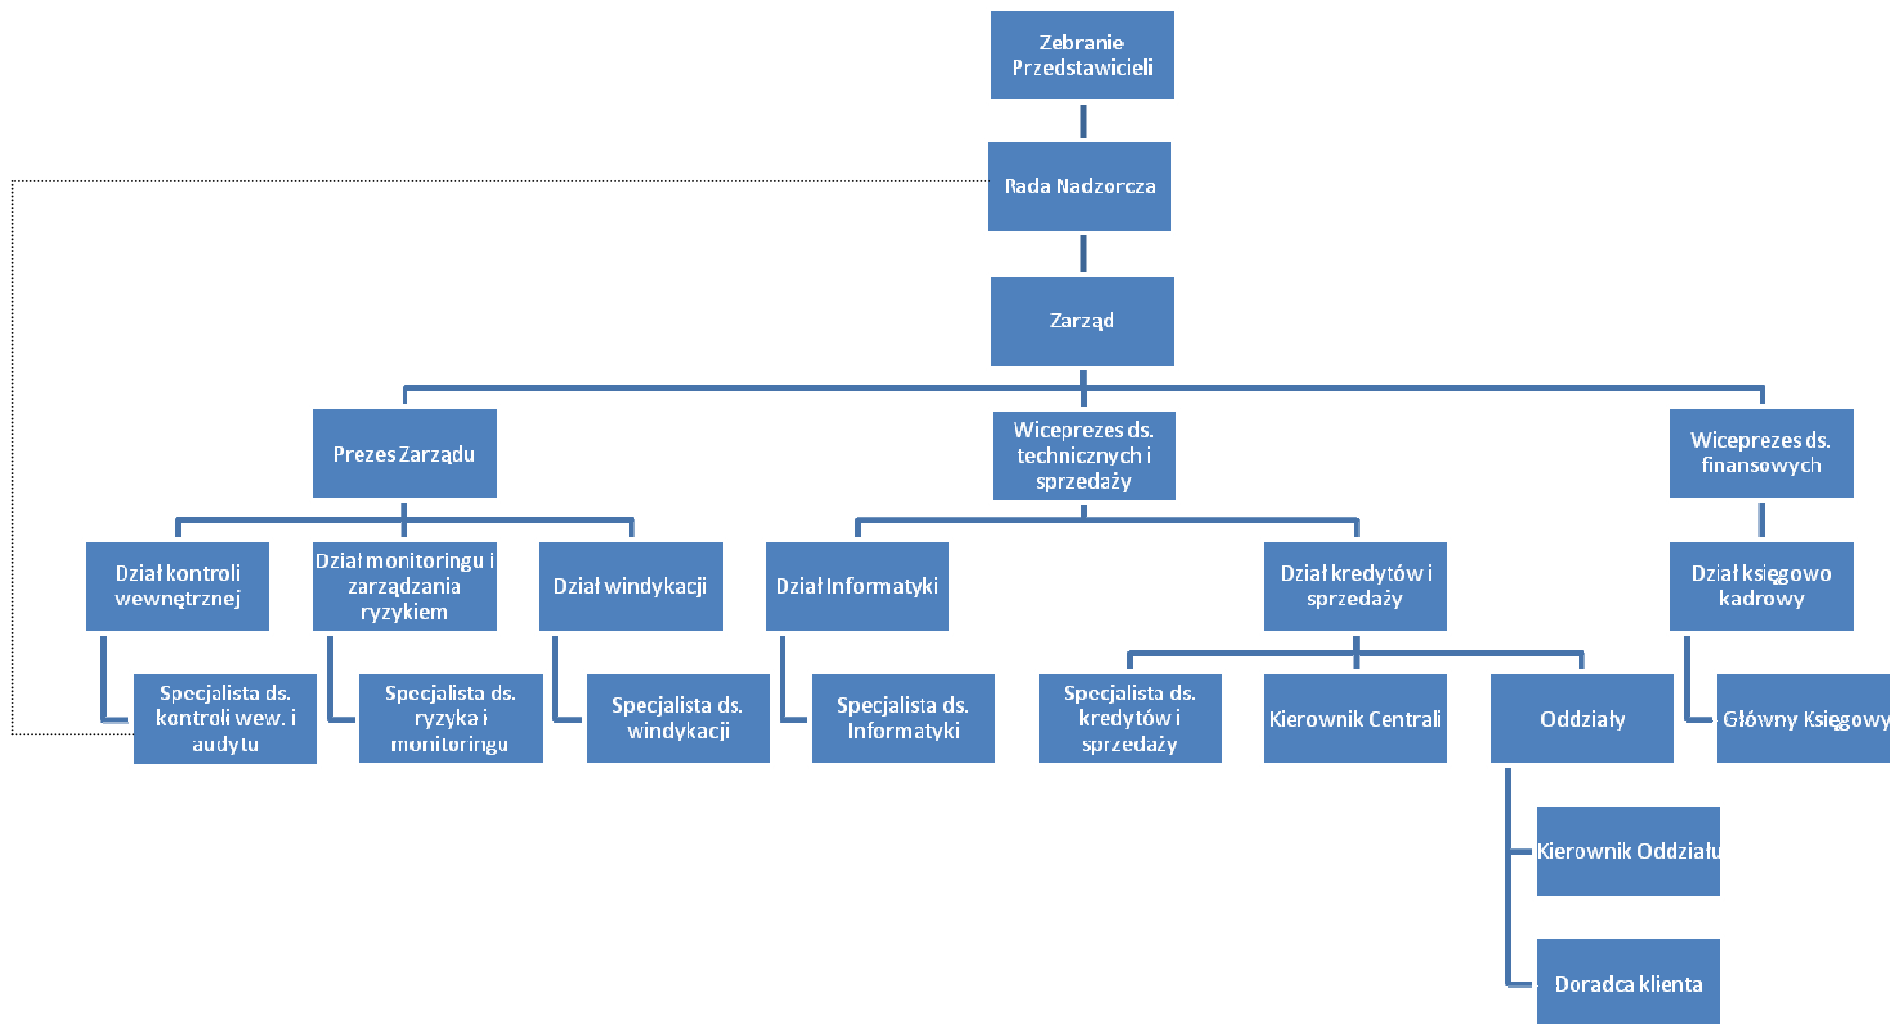 Zebranie
Przedstawicieli
Rada Nadzorcza
Zarząd
Prezes Zarządu
Wiceprezes ds.
technicznych i
sprzedaży
Wiceprezes ds.
finansowych
Dział kontroli
wewnętrznej
Dział monitoringu i
zarządzania
ryzykiem
Dział windykacji
Dział Informatyki
Dział kredytów i
sprzedaży
Dział księgowo
kadrowy
Specjalista ds.
kontroli wew. i
audytu
Specjalista ds.
ryzyka i
monitoringu
Specjalista ds.
windykacji
Specjalista ds.
Informatyki
Specjalista ds.
kredytów i
sprzedaży
Kierownik Centrali
Oddziały
Główny Księgowy
Kierownik Oddziału
Doradca klienta